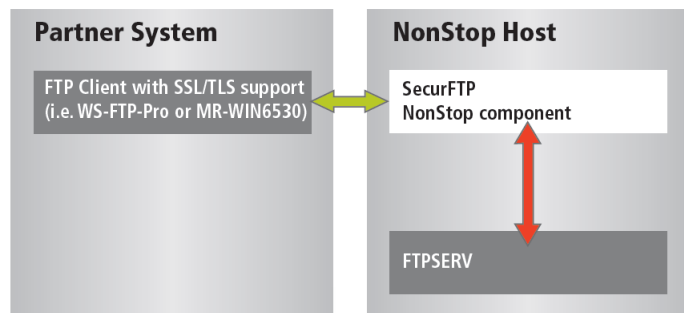 Partner System
FTP Client with SSL/TLS support
(i.e. WS-FTP-Pro or MR-WIN6530)
NonStop Host
SecurFTP
NonStop component
FTPSERV